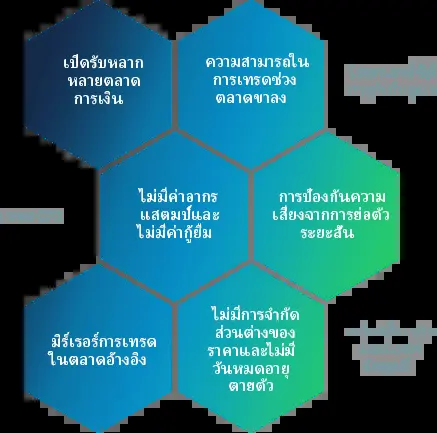 เปิดรับหลาก
หลายตลาด
การเงิน
ความสามารถใน
การเทรดช่วง
ตลาดขาลง
ไม่มีค่าอากร
แสตมป์และ
ไม่มีค่ากู้ยืม
การป้องกันความ
เสี่ยงจากการย่อตัว
ระยะสั้น
มิร์เรอร์การเทรด
ในตลาดอ้างอิง
ไม่มีการจำกัด
ส่วนต่างของ
ราคาและไม่มี
วันหมดอายุ
ตายตัว